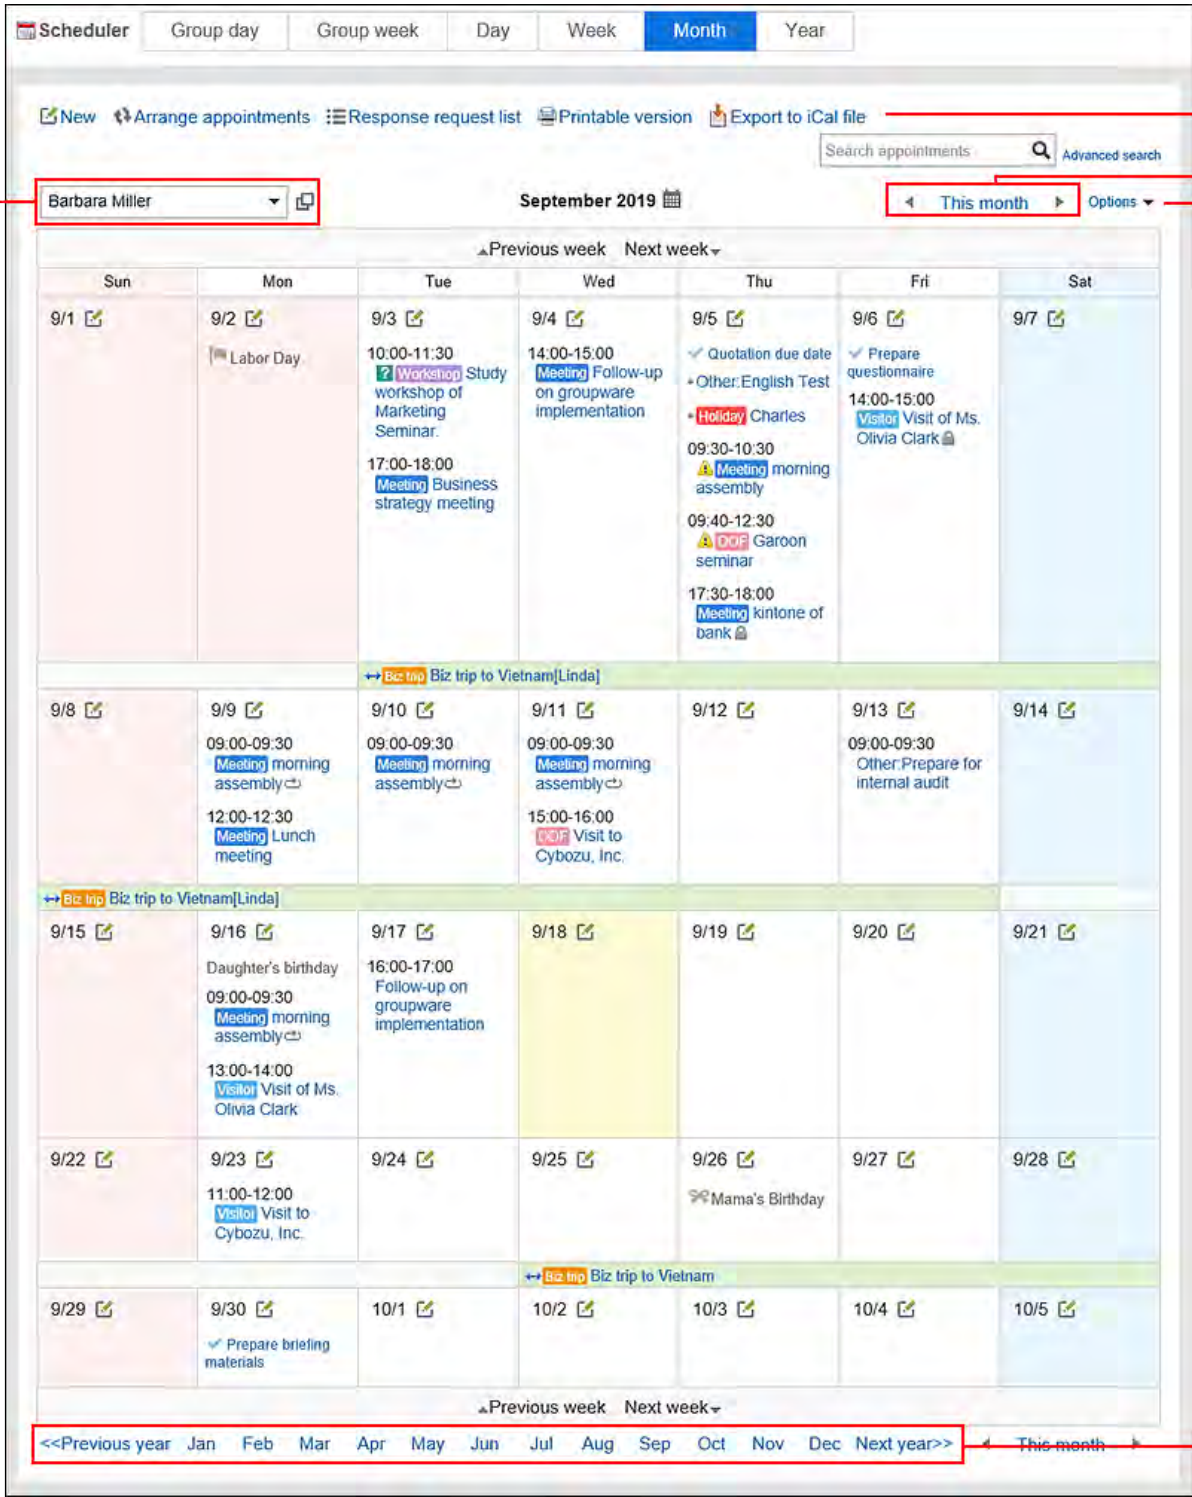 Scheduler Group day Group week Day Week Month Year
New Arrange appointments Response request list Printable version Export to iCal file
Search appointments Advanced search
Barbara Miller September 2019 This month Options
Previous week Next week
Sun Mon Tue Wed Thu Fri Sat
9/1
9/2
Labor Day
9/3
10:00-11:30
? Workshop Study
workshop of
Marketing
Seminar.
17:00-18:00
Meeting Business
strategy meeting
9/4
14:00-15:00
Meeting Follow-up
on groupware
implementation
9/5
Quotation due date
Other:English Test
Holiday Charles
09:30-10:30
Meeting morning
assembly
09:40-12:30
DOF Garoon
seminar
17:30-18:00
Meeting kintone of
bank
9/6
Prepare
questionnaire
14:00-15:00
Visitor Visit of Ms.
Olivia Clark
9/7
Biz trip Biz trip to Vietnam[Linda]
9/8
9/9
09:00-09:30
Meeting morning
assembly
12:00-12:30
Meeting Lunch
meeting
9/10
09:00-09:30
Meeting morning
assembly
9/11
09:00-09:30
Meeting morning
assembly
15:00-16:00
DOF Visit to
Cybozu, Inc.
9/12
9/13
09:00-09:30
Other:Prepare for
internal audit
9/14
Biz trip Biz trip to Vietnam[Linda]
9/15
9/16
Daughter's birthday
09:00-09:30
Meeting morning
assembly
13:00-14:00
Visitor Visit of Ms.
Olivia Clark
9/17
16:00-17:00
Follow-up on
groupware
implementation
9/18
9/19
9/20
9/21
9/22
9/23
11:00-12:00
Visitor Visit to
Cybozu, Inc.
9/24
9/25
9/26
Mama's Birthday
9/27
9/28
Biz trip Biz trip to Vietnam
9/29
9/30
Prepare briefing
materials
10/1
10/2
10/3
10/4
10/5
Previous week Next week
<<Previous year Jan Feb Mar Apr May Jun Jul Aug Sep Oct Nov Dec Next year>> This month